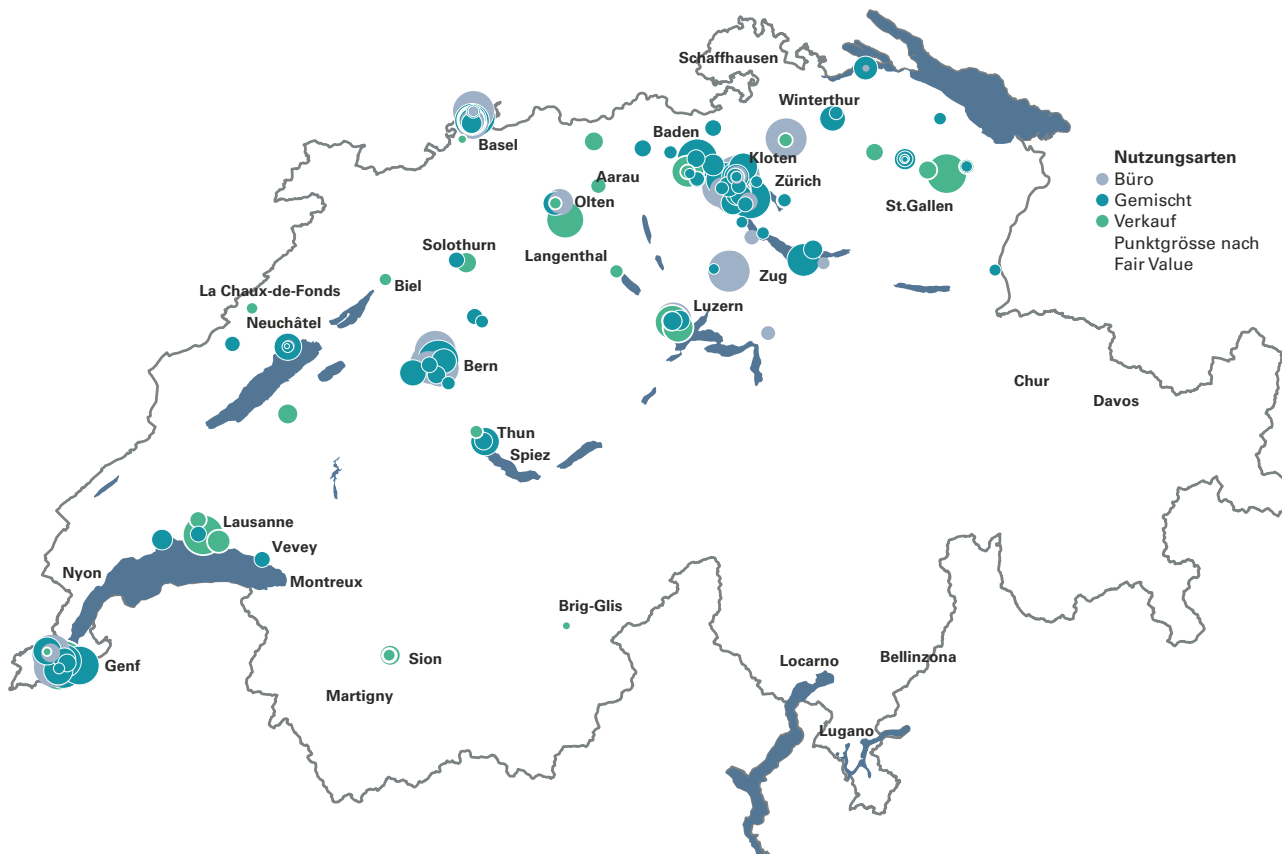 Schaffhausen
Winterthur
Basel
Baden
Kloten
Aarau
Zürich
Olten
St.Gallen
Nutzungsarten
Büro
Gemischt
Verkauf
Punktgrösse nach
Fair Value
Solothurn
Langenthal
Zug
Biel
La Chaux-de-Fonds
Neuchâtel
Luzern
Bern
Chur
Davos
Thun
Spiez
Lausanne
Vevey
Nyon
Montreux
Brig-Glis
Genf
Sion
Martigny
Locarno
Bellinzona
Lugano